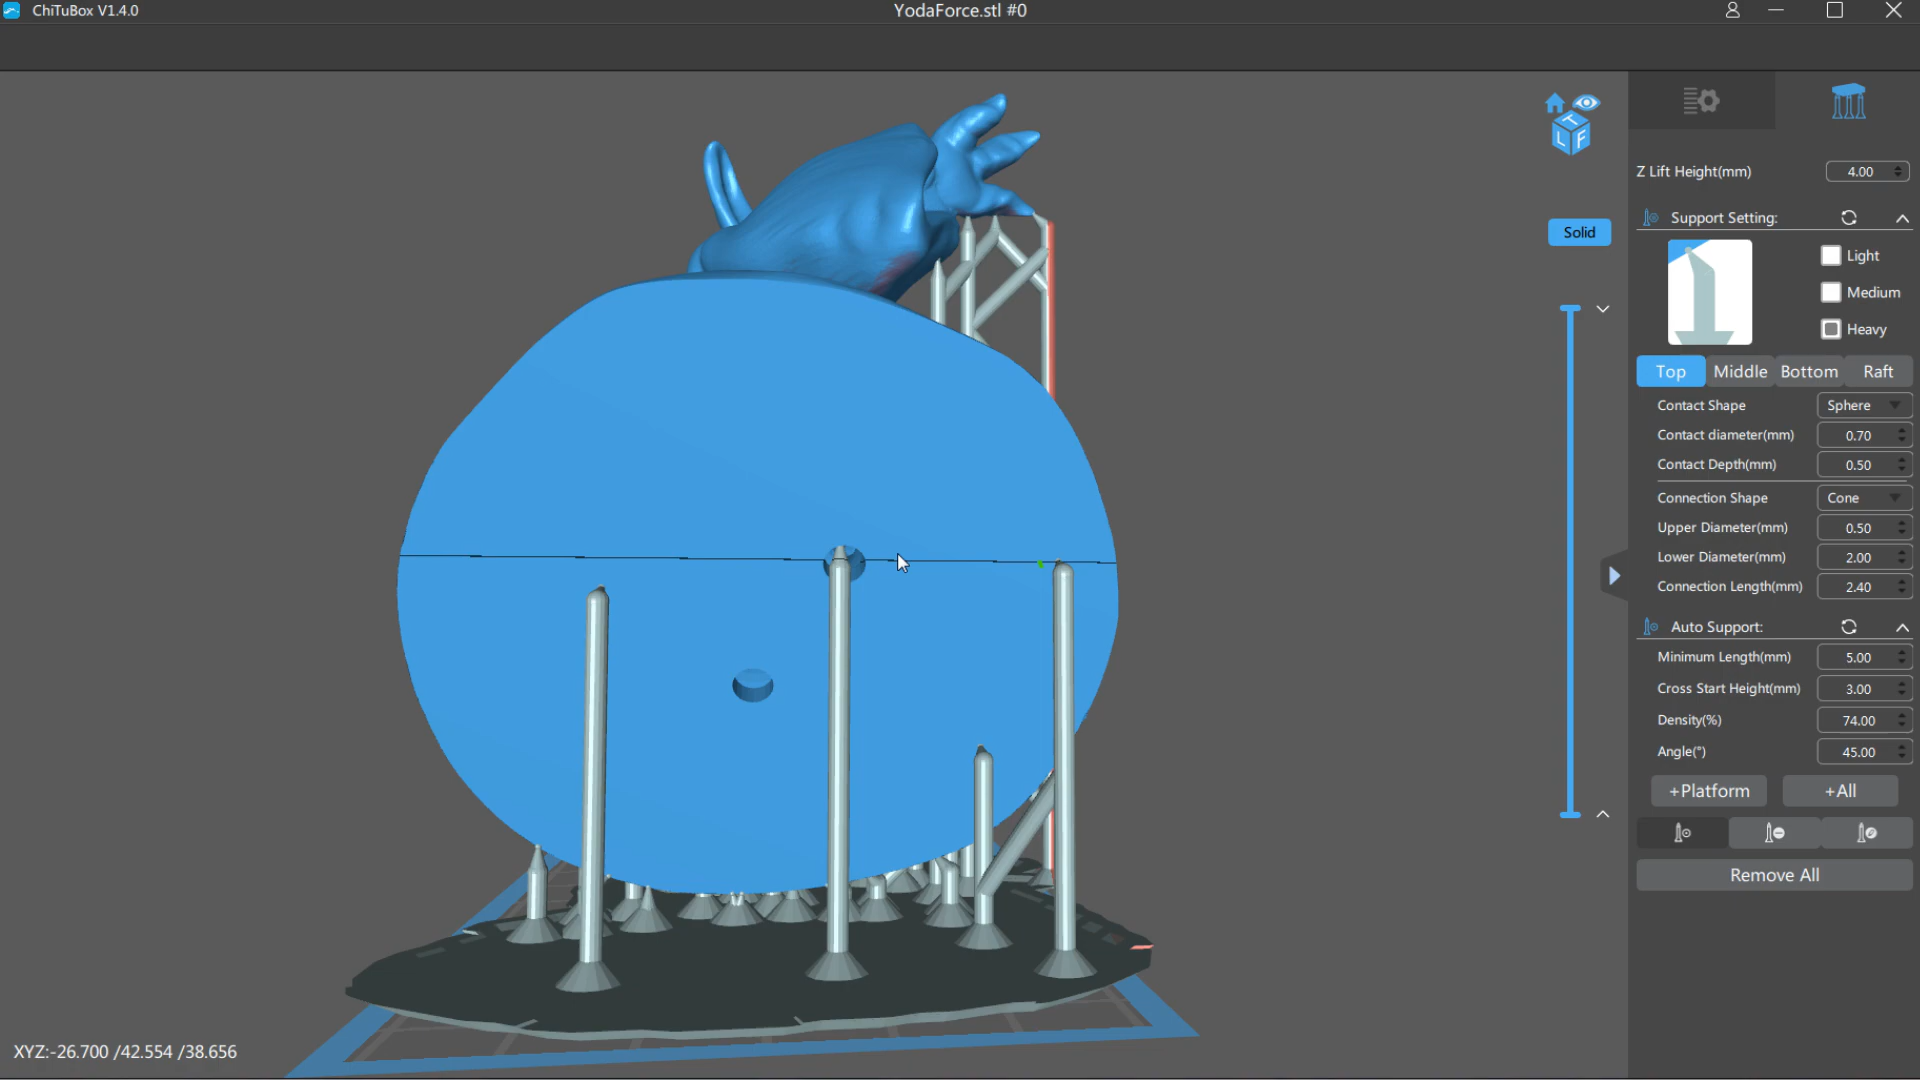 ChiTuBox V1.4.0
YodaForce.stl #0
Z Lift Height(mm) 4.00
T
L F
Support Setting:
Solid
Light
Medium
Heavy
Top Middle Bottom Raft
Contact Shape Sphere
Contact diameter(mm) 0.70
Contact Depth(mm) 0.50
Connection Shape Cone
Upper Diameter(mm) 0.50
Lower Diameter(mm) 2.00
Connection Length(mm) 2.40
Auto Support:
Minimum Length(mm) 5.00
Cross Start Height(mm) 3.00
Density(%) 74.00
Angle(°) 45.00
+Platform +All
Remove All
XYZ:-26.700 /42.554 /38.656